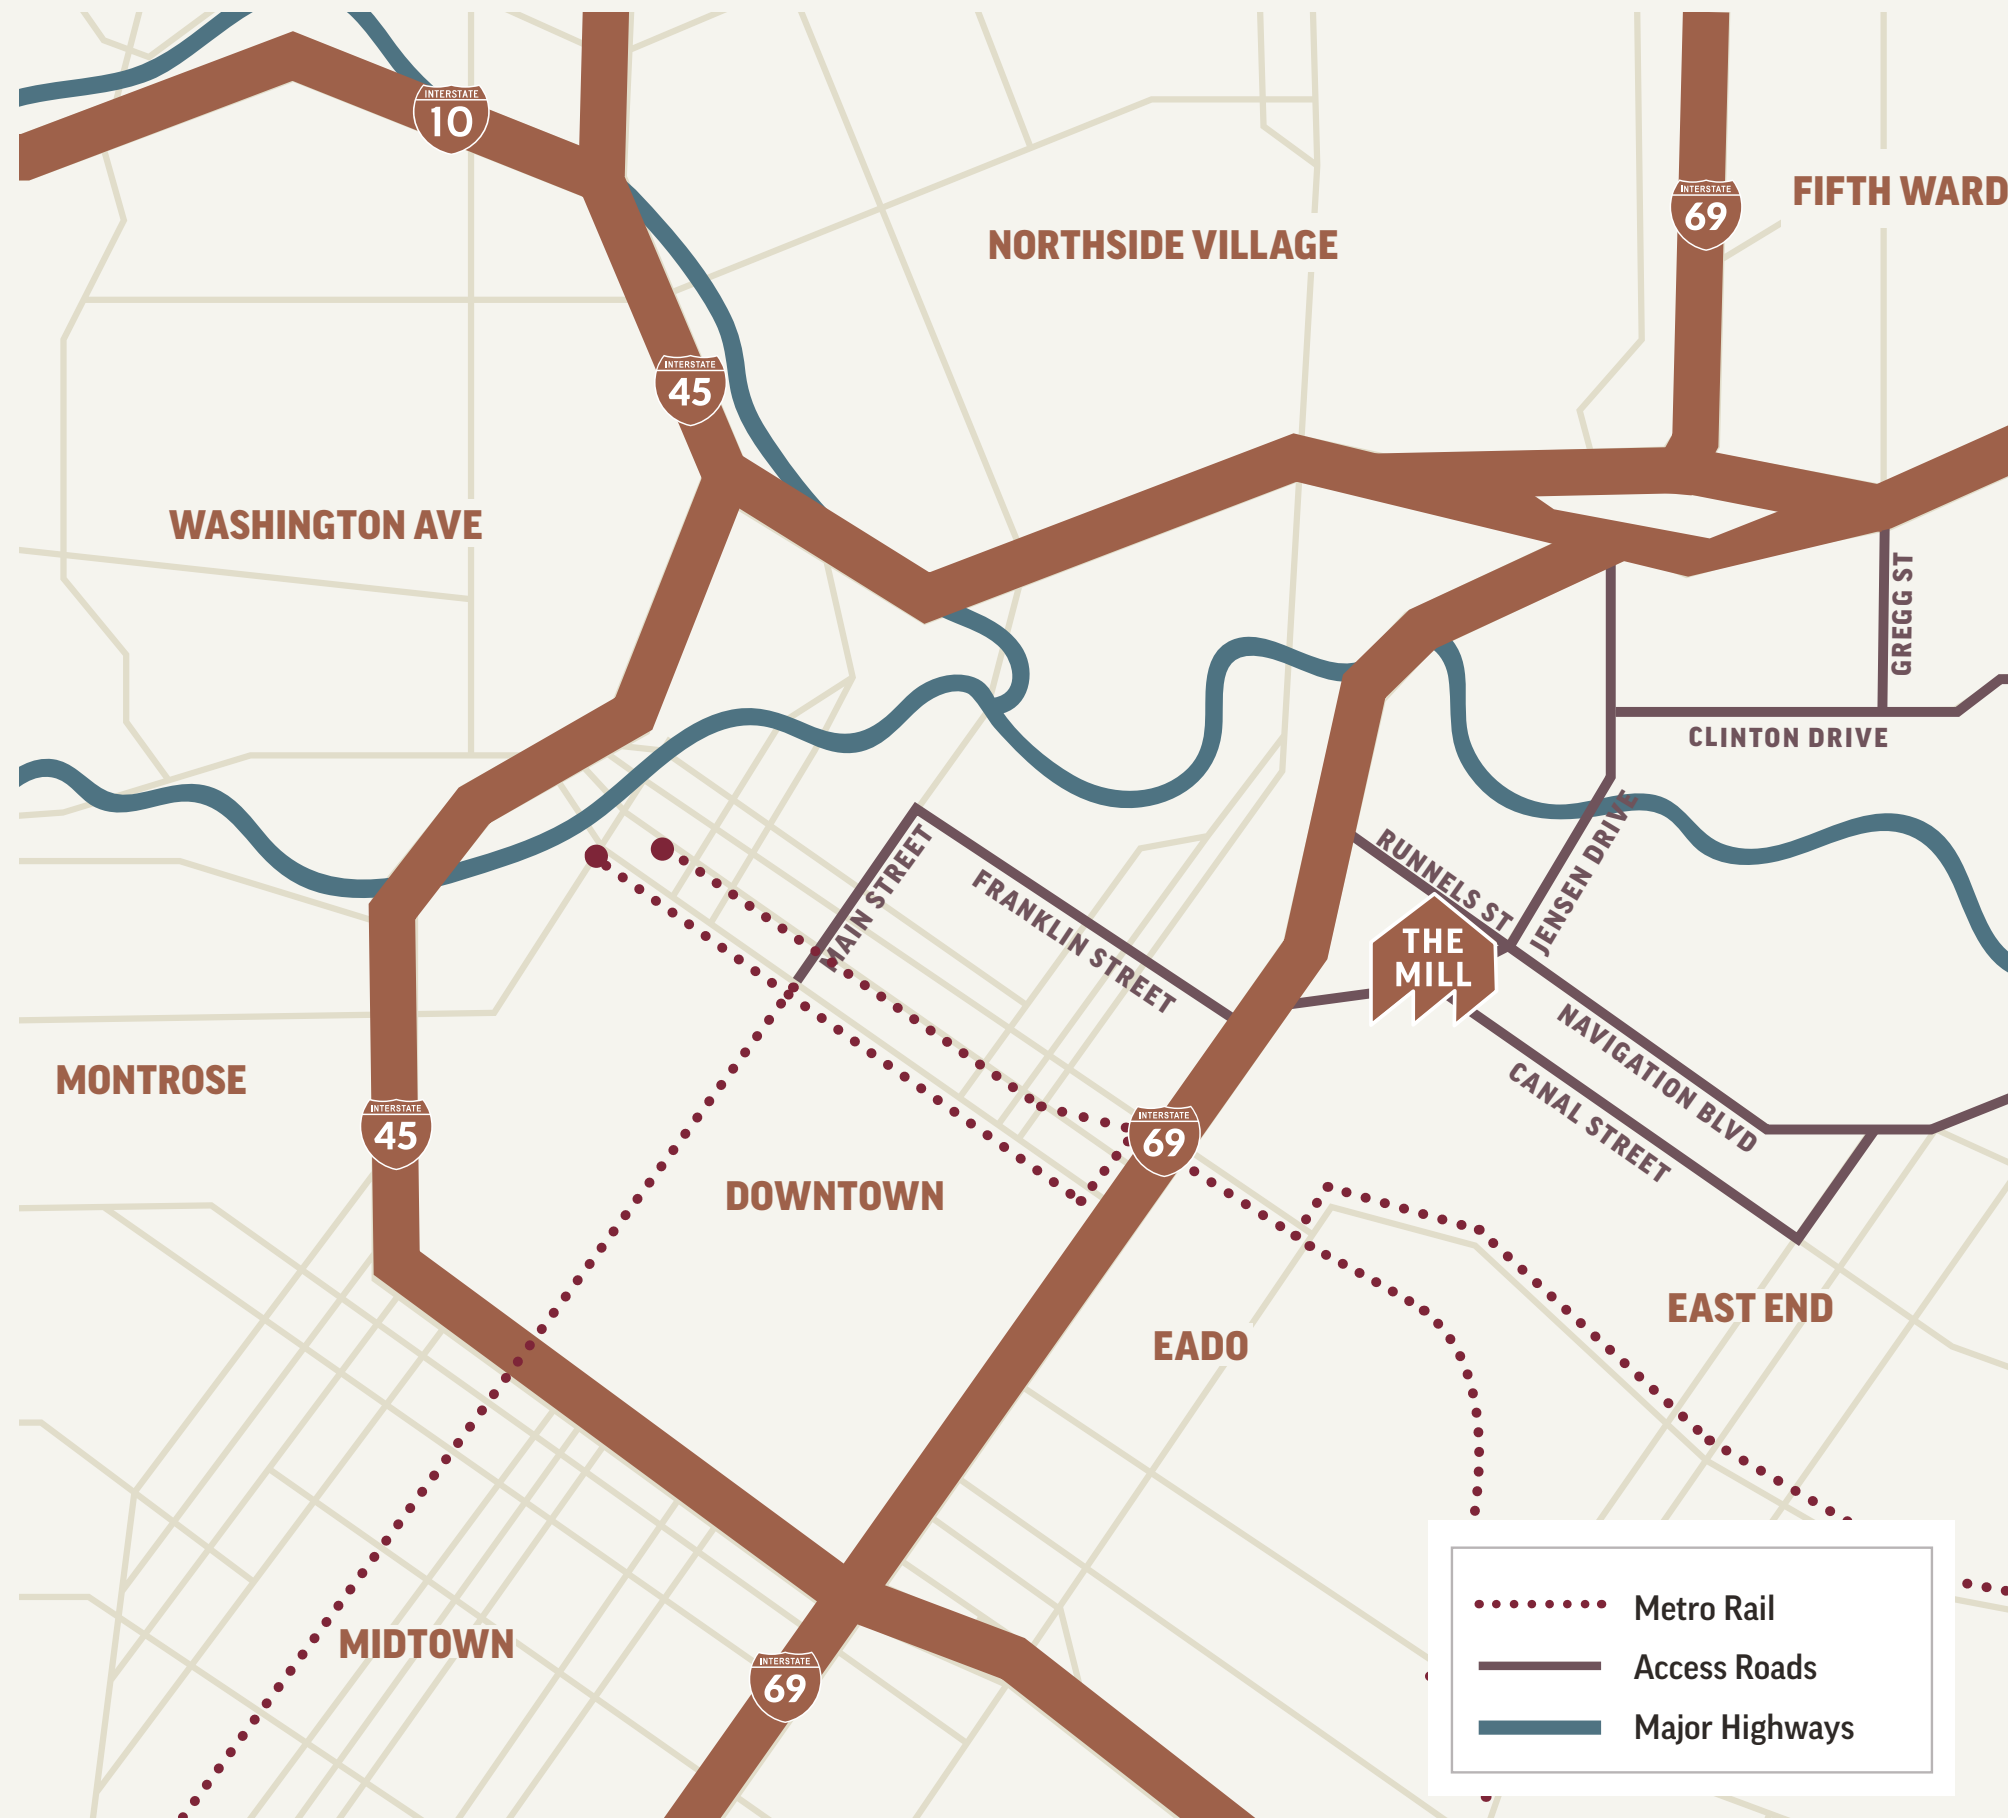 INTERSTATE
10
INTERSTATE
69
FIFTH WARD
NORTHSIDE VILLAGE
INTERSTATE
45
WASHINGTON AVE
GREGG ST
CLINTON DRIVE
JENSEN DRIVE
RUNNELS ST
MAIN STREET
FRANKLIN STREET
THE
MILL
NAVIGATION BLVD
CANAL STREET
MONTROSE
INTERSTATE
45
INTERSTATE
69
DOWNTOWN
EAST END
EADO
MIDTOWN
INTERSTATE
69
Metro Rail
Access Roads
Major Highways